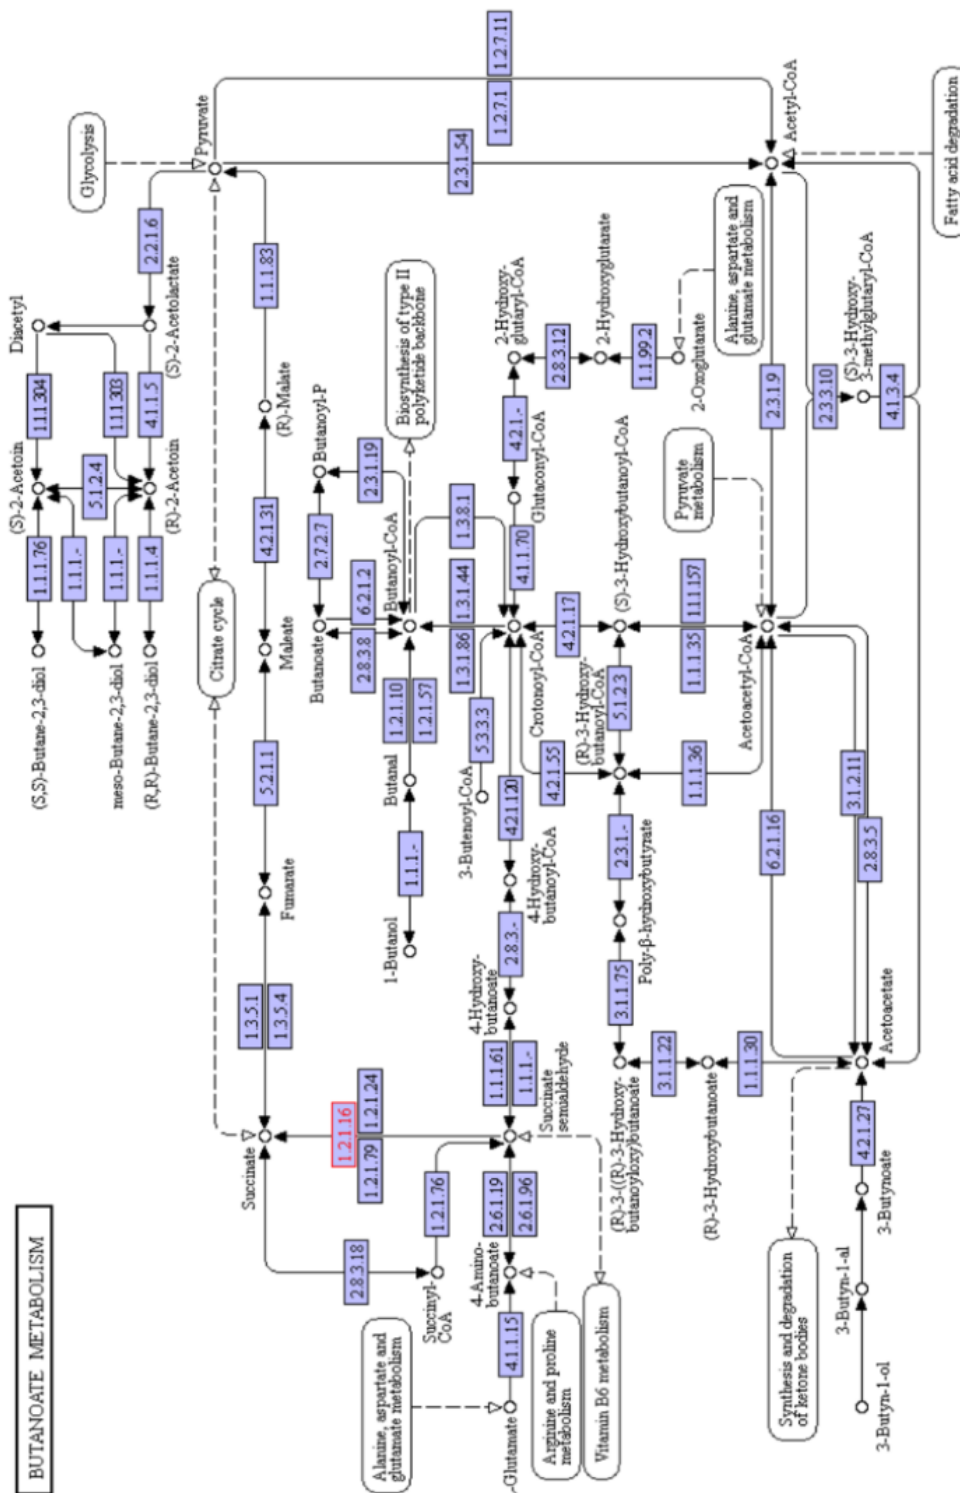 BUTANOATE METABOLISM
(S,S)-Butane-2,3-diol
1.1.1.76
(S)-2-Acetoin
1.1.1.304
Diacetyl
1.1.1.-
5.1.2.4
1.1.1.303
meso-Butane-2,3-diol
1.1.1.-
(R,R)-Butane-2,3-diol
1.1.1.4
(R)-2-Acetoin
4.1.1.5
(S)-2-Acetolactate
2.2.1.6
Glycolysis
Pyruvate
Citrate cycle
Succinate
1.3.5.1
1.3.5.4
Fumarate
5.2.1.1
Maleate
4.2.1.31
(R)-Malate
1.1.1.83
1.2.7.1
1.2.7.11
2.3.1.54
Acetyl-CoA
Fatty acid degradation
2.8.3.18
1.2.1.16
1.2.1.79
1.2.1.24
Butanoate
2.7.2.7
Butanoyl-P
2.8.3.8
6.2.1.2
2.3.1.19
Butanoyl-CoA
Biosynthesis of type II
polyketide backbone
1-Butanol
1.1.1.-
Butanal
1.2.1.10
1.2.1.57
Alanine, aspartate and
glutamate metabolism
Succinyl-
CoA
1.2.1.76
3-Butenoyl-CoA
5.3.3.3
1.3.1.86
1.3.1.44
1.3.8.1
-Glutamate
4.1.1.15
4-Amino-
butanoate
2.6.1.19
2.6.1.96
Succinate
semialdehyde
1.1.1.61
1.1.1.-
4-Hydroxy-
butanoate
2.8.3.-
4-Hydroxy-
butanoyl-CoA
4.2.1.120
Crotonoyl-CoA
4.1.1.70
Glutaconyl-CoA
4.2.1.-
2-Hydroxy-
glutaryl-CoA
2.8.3.12
2-Hydroxyglutarate
1.1.99.2
2-Oxoglutarate
Alanine, aspartate and
glutamate metabolism
Arginine and proline
metabolism
Vitamin B6 metabolism
4.2.1.55
4.2.1.17
(R)-3-Hydroxy-
butanoyl-CoA
5.1.2.3
(S)-3-Hydroxybutanoyl-CoA
(R)-3-((R)-3-Hydroxy-
butanoyloxy)butanoate
3.1.1.75
Poly-β-hydroxybutyrate
2.3.1.-
3.1.1.22
(R)-3-Hydroxybutanoate
1.1.1.30
1.1.1.36
1.1.1.35
1.1.1.157
Pyruvate
metabolism
Acetoacetyl-CoA
2.3.1.9
6.2.1.16
3.1.2.11
2.8.3.5
2.3.3.10
(S)-3-Hydroxy-
3-methylglutaryl-CoA
4.1.3.4
Synthesis and degradation
of ketone bodies
3-Butyn-1-ol
3-Butyn-1-al
3-Butynoate
4.2.1.27
Acetoacetate